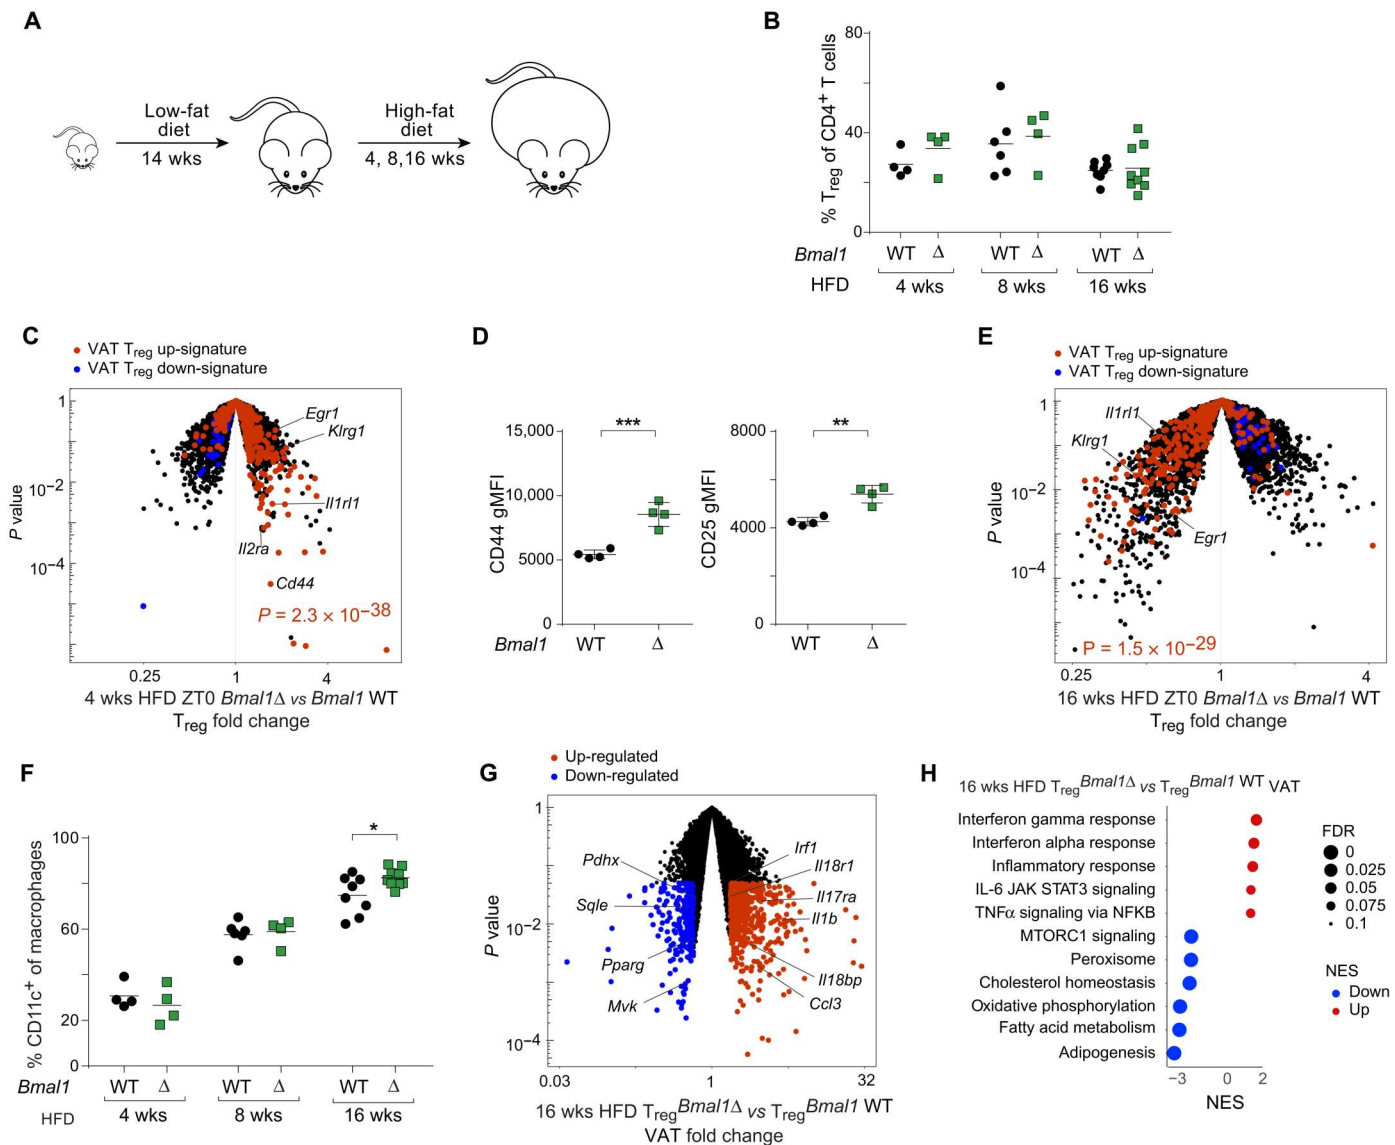 A
Low-fat
diet
14 wks
High-fat
diet
4, 8,16 wks
B
% Treg of CD4+ T cells
80
40
0
Bmal1
WT Δ WT Δ WT Δ
HFD
4 wks 8 wks 16 wks
C
VAT Treg up-signature
VAT Treg down-signature
P value
1
10−2
10−4
Egr1
Klrg1
Il1rl1
Il2ra
Cd44
P = 2.3 × 10−38
0.25 1 4
4 wks HFD ZT0 Bmal1Δ vs Bmal1 WT
Treg fold change
D
CD44 gMFI
15,000
10,000
5000
0
***
Bmal1
WT Δ
CD25 gMFI
8000
4000
0
**
WT Δ
E
VAT Treg up-signature
VAT Treg down-signature
P value
1
10−2
10−4
Il1rl1
Klrg1
Egr1
P = 1.5 × 10−29
0.25 1 4
16 wks HFD ZT0 Bmal1Δ vs Bmal1 WT
Treg fold change
F
% CD11c+ of macrophages
100
60
20
0
*
Bmal1
WT Δ WT Δ WT Δ
HFD
4 wks 8 wks 16 wks
G
Up-regulated
Down-regulated
P value
1
10−2
10−4
Pdhx
Sqle
Pparg
Mvk
Irf1
Il18r1
Il17ra
Il1b
Il18bp
Ccl3
0.03 1 32
16 wks HFD TregBmal1Δ vs TregBmal1 WT
VAT fold change
H
16 wks HFD TregBmal1Δ vs TregBmal1 WT VAT
Interferon gamma response
Interferon alpha response
Inflammatory response
IL-6 JAK STAT3 signaling
TNFα signaling via NFKB
MTORC1 signaling
Peroxisome
Cholesterol homeostasis
Oxidative phosphorylation
Fatty acid metabolism
Adipogenesis
−3 0 2
NES
FDR
0
0.025
0.05
0.075
0.1
NES
Down
Up